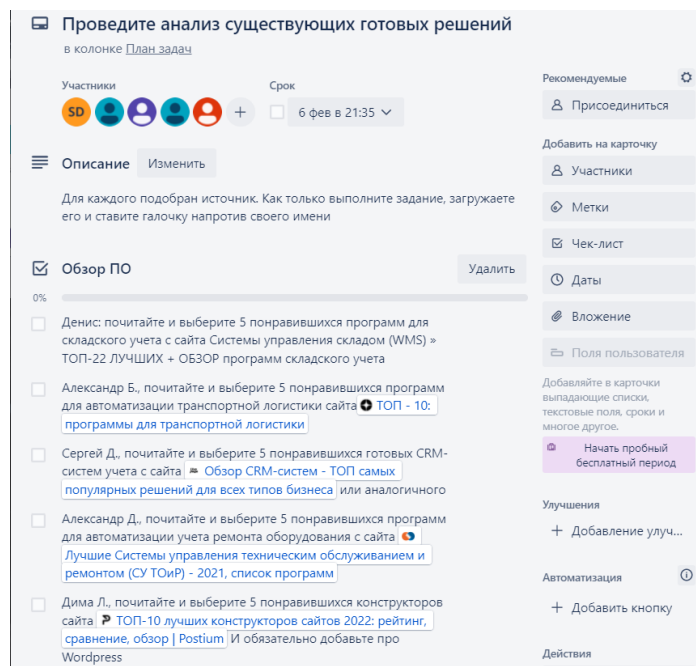 Проведите анализ существующих готовых решений
в колонке План задач
Участники
Срок
SD
+
6 фев в 21:35
Описание
Изменить
Для каждого подобран источник. Как только выполните задание, загружаете
его и ставите галочку напротив своего имени
Обзор ПО
Удалить
0%
Денис: почитайте и выберите 5 понравившихся программ для
складского учета с сайта Системы управления складом (WMS) »
ТОП-22 ЛУЧШИХ + ОБЗОР программ складского учета
Александр Б., почитайте и выберите 5 понравившихся программ
для автоматизации транспортной логистики сайта ТОП - 10:
программы для транспортной логистики
Сергей Д., почитайте и выберите 5 понравившихся готовых CRM-
систем учета с сайта Обзор CRM-систем - ТОП самых
популярных решений для всех типов бизнеса или аналогичного
Александр Д., почитайте и выберите 5 понравившихся программ
для автоматизации учета ремонта оборудования с сайта
Лучшие Системы управления техническим обслуживанием и
ремонтом (СУ ТОиР) - 2021, список программ
Дима Л., почитайте и выберите 5 понравившихся конструкторов
сайта ТОП-10 лучших конструкторов сайтов 2022: рейтинг,
сравнение, обзор | Postium И обязательно добавьте про
Wordpress
Рекомендуемые
Присоединиться
Добавить на карточку
Участники
Метки
Чек-лист
Даты
Вложение
Поля пользователя
Добавляйте в карточки
выпадающие списки,
текстовые поля, сроки и
многое другое.
Начать пробный
бесплатный период
Улучшения
+ Добавление улуч...
Автоматизация
+ Добавить кнопку
Действия